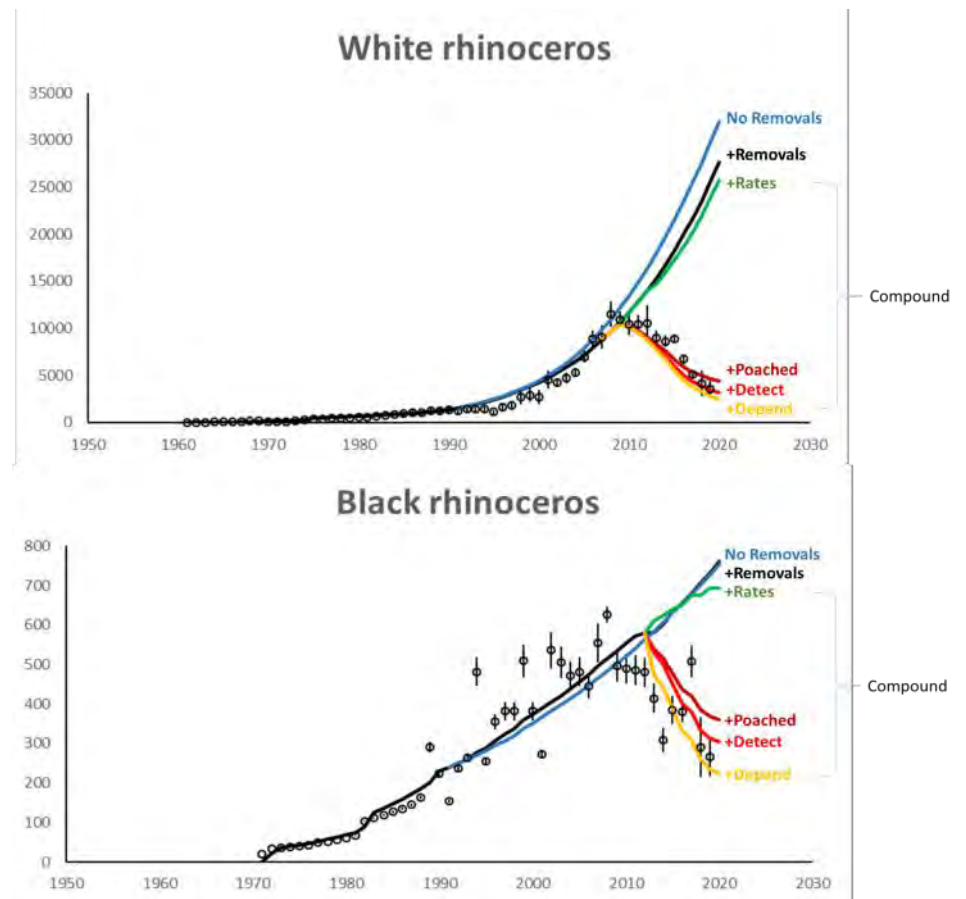 White rhinoceros
35000
30000
25000
20000
15000
10000
5000
0
No Removals
+Removals
+Rates
Compound
+Poached
+Detect
+Depend
1950 1960 1970 1980 1990 2000 2010 2020 2030
Black rhinoceros
800
700
600
500
400
300
200
100
0
No Removals
+Removals
+Rates
Compound
+Poached
+Detect
+Depend
1950 1960 1970 1980 1990 2000 2010 2020 2030